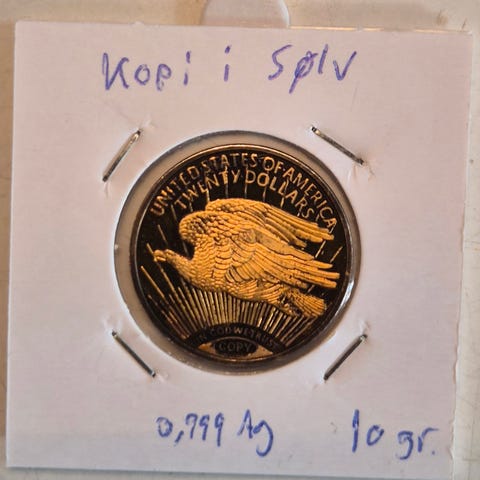 Kopi i Sølv
UNITED STATES OF AMERICA
TWENTY DOLLARS
IN GOD WE TRUST
COPY
0,999 Ag 10 gr.